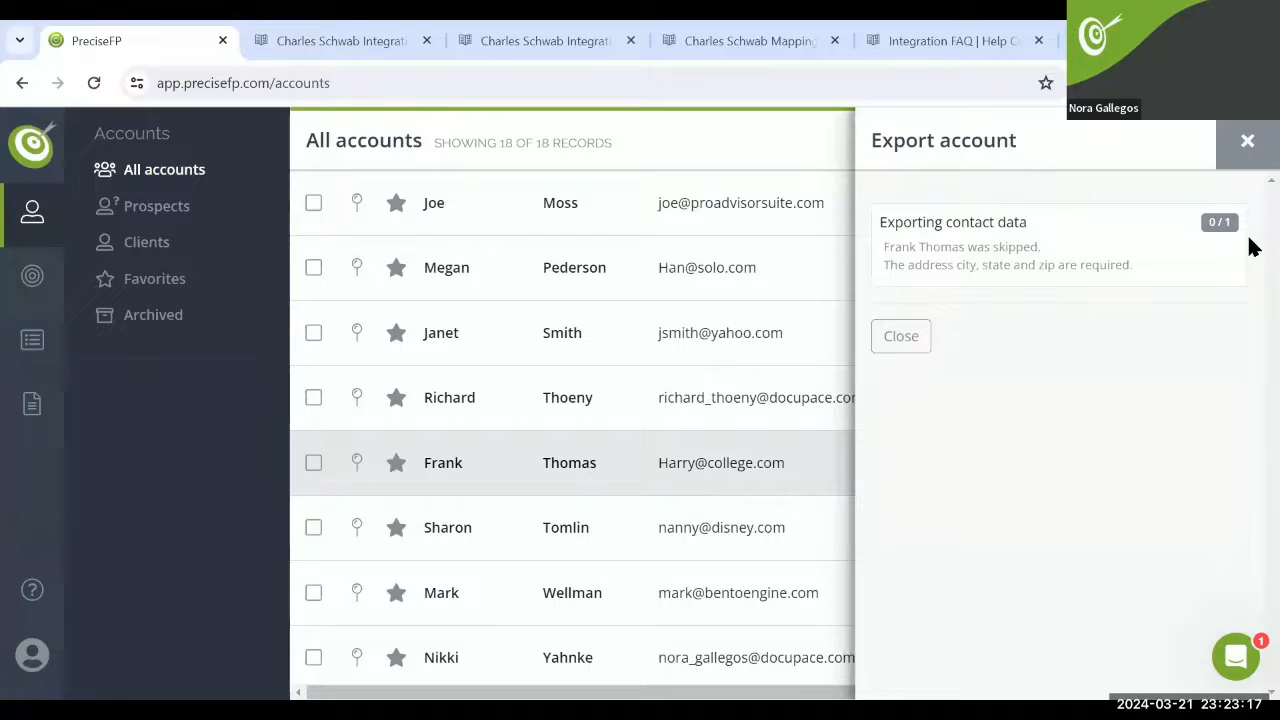 PreciseFP
Charles Schwab Integrat
Charles Schwab Integrati
Charles Schwab Mapping
Integration FAQ | Help C
app.precisefp.com/accounts
Nora Gallegos
Accounts
All accounts
Prospects
Clients
Favorites
Archived
All accounts SHOWING 18 OF 18 RECORDS
Joe Moss joe@proadvisorsuite.com
Megan Pederson Han@solo.com
Janet Smith jsmith@yahoo.com
Richard Thoeny richard_thoeny@docupace.com
Frank Thomas Harry@college.com
Sharon Tomlin nanny@disney.com
Mark Wellman mark@bentoengine.com
Nikki Yahnke nora_gallegos@docupace.com
Export account
Exporting contact data 0 / 1
Frank Thomas was skipped.
The address city, state and zip are required.
Close
1
2024-03-21 23:23:17